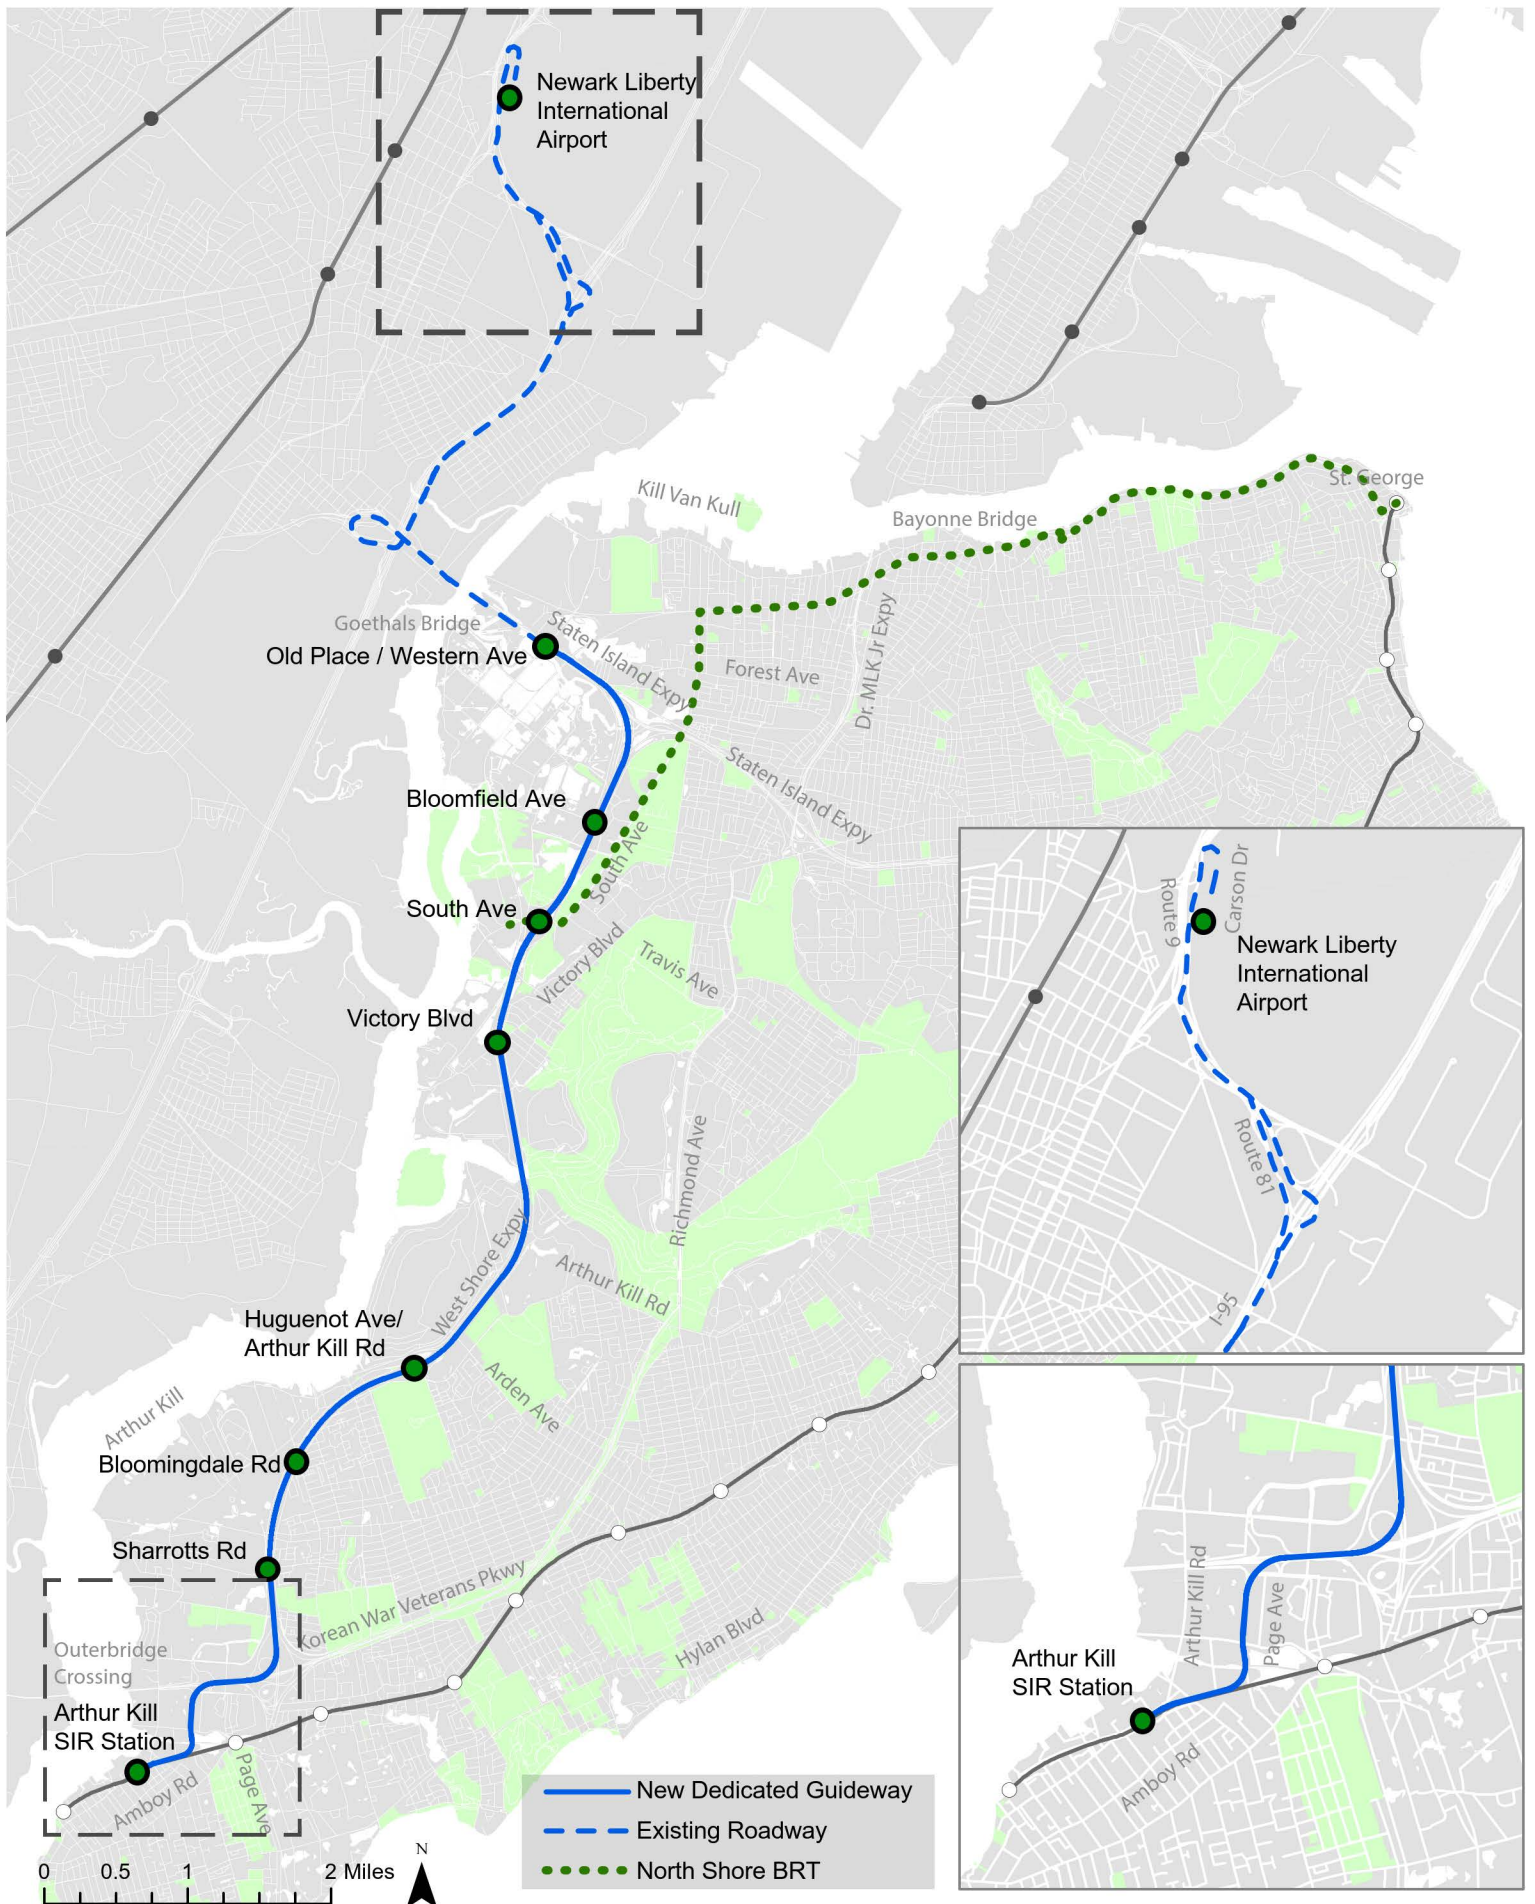 Newark Liberty
International
Airport
Kill Van Kull
St. George
Bayonne Bridge
Goethals Bridge
Old Place / Western Ave
Staten Island Expy
Forest Ave
Dr. MLK Jr Expy
Staten Island Expy
Bloomfield Ave
South Ave
South Ave
Victory Blvd
Travis Ave
Victory Blvd
Richmond Ave
West Shore Expy
Arthur Kill Rd
Huguenot Ave/
Arthur Kill Rd
Arden Ave
Arthur Kill
Bloomingdale Rd
Sharrotts Rd
Korean War Veterans Pkwy
Hylan Blvd
Outerbridge
Crossing
Arthur Kill
SIR Station
Amboy Rd
Page Ave
Route 9
Carson Dr
Newark Liberty
International
Airport
Route 81
I-95
Arthur Kill Rd
Page Ave
Arthur Kill
SIR Station
Amboy Rd
New Dedicated Guideway
Existing Roadway
North Shore BRT
0 0.5 1 2 Miles
N